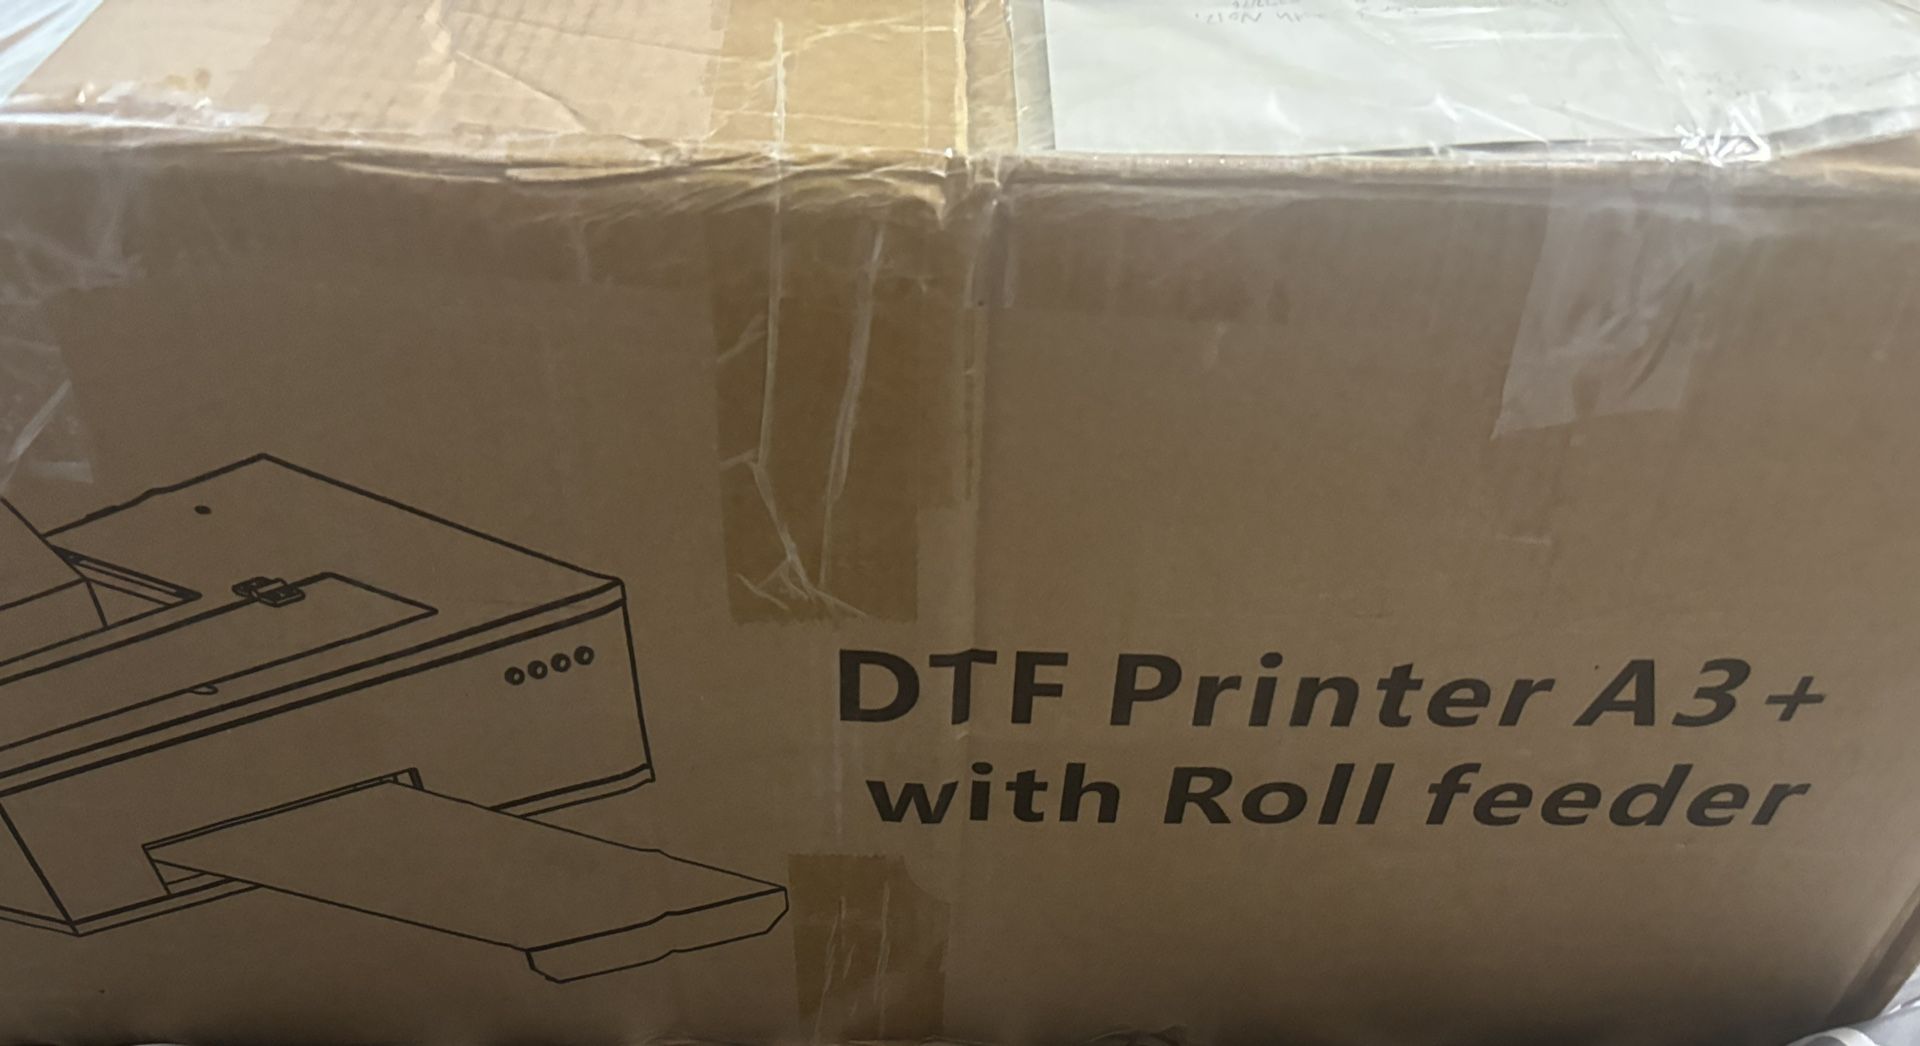 DTF Printer A3+
with Roll feeder